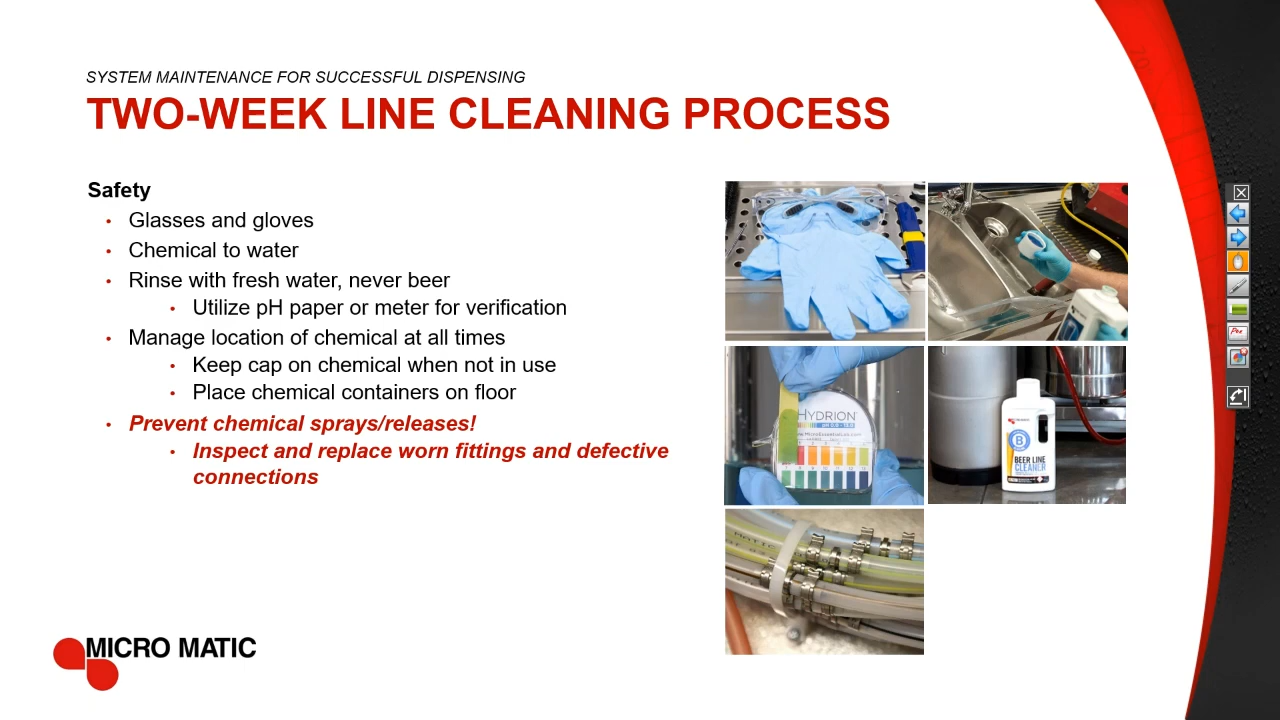 SYSTEM MAINTENANCE FOR SUCCESSFUL DISPENSING
TWO-WEEK LINE CLEANING PROCESS
Safety
• Glasses and gloves
• Chemical to water
• Rinse with fresh water, never beer
• Utilize pH paper or meter for verification
• Manage location of chemical at all times
• Keep cap on chemical when not in use
• Place chemical containers on floor
• Prevent chemical sprays/releases!
• Inspect and replace worn fittings and defective
connections
HYDRION
B
BEER LINE
CLEANER
MATIC
MICRO MATIC